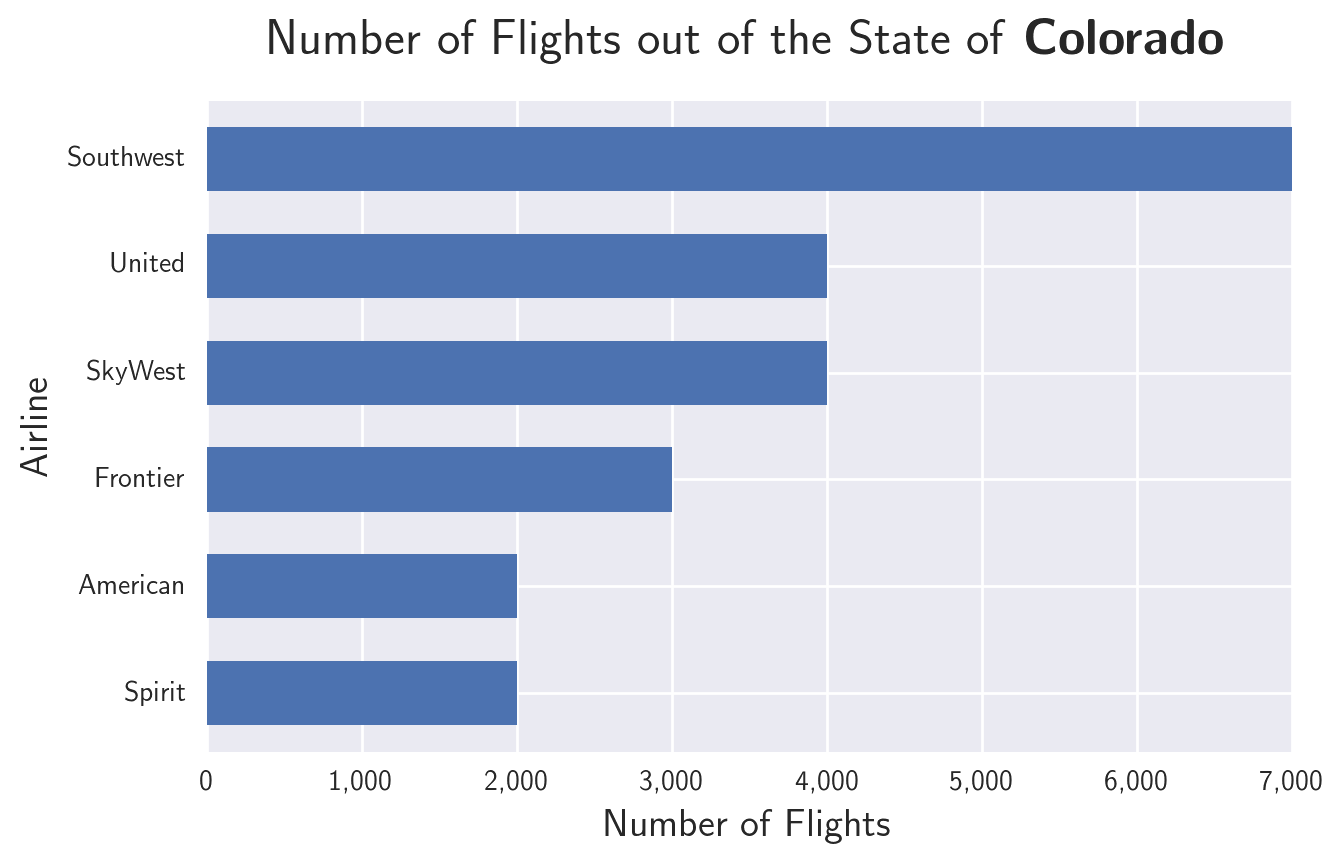 Number of Flights out of the State of Colorado
Southwest
United
SkyWest
Frontier
American
Spirit
Airline
0 1,000 2,000 3,000 4,000 5,000 6,000 7,000
Number of Flights